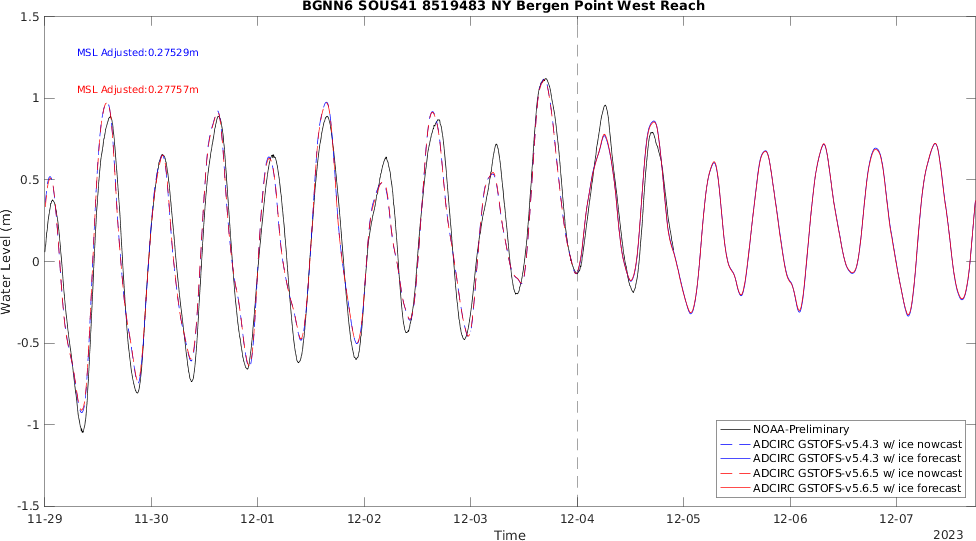 BGNN6 SOUS41 8519483 NY Bergen Point West Reach
1.5
MSL Adjusted:0.27529m
MSL Adjusted:0.27757m
1
0.5
0
-0.5
-1
-1.5
Water Level (m)
NOAA-Preliminary
ADCIRC GSTOFS-v5.4.3 w/ ice nowcast
ADCIRC GSTOFS-v5.4.3 w/ ice forecast
ADCIRC GSTOFS-v5.6.5 w/ ice nowcast
ADCIRC GSTOFS-v5.6.5 w/ ice forecast
11-29 11-30 12-01 12-02 12-03 12-04 12-05 12-06 12-07
Time
2023